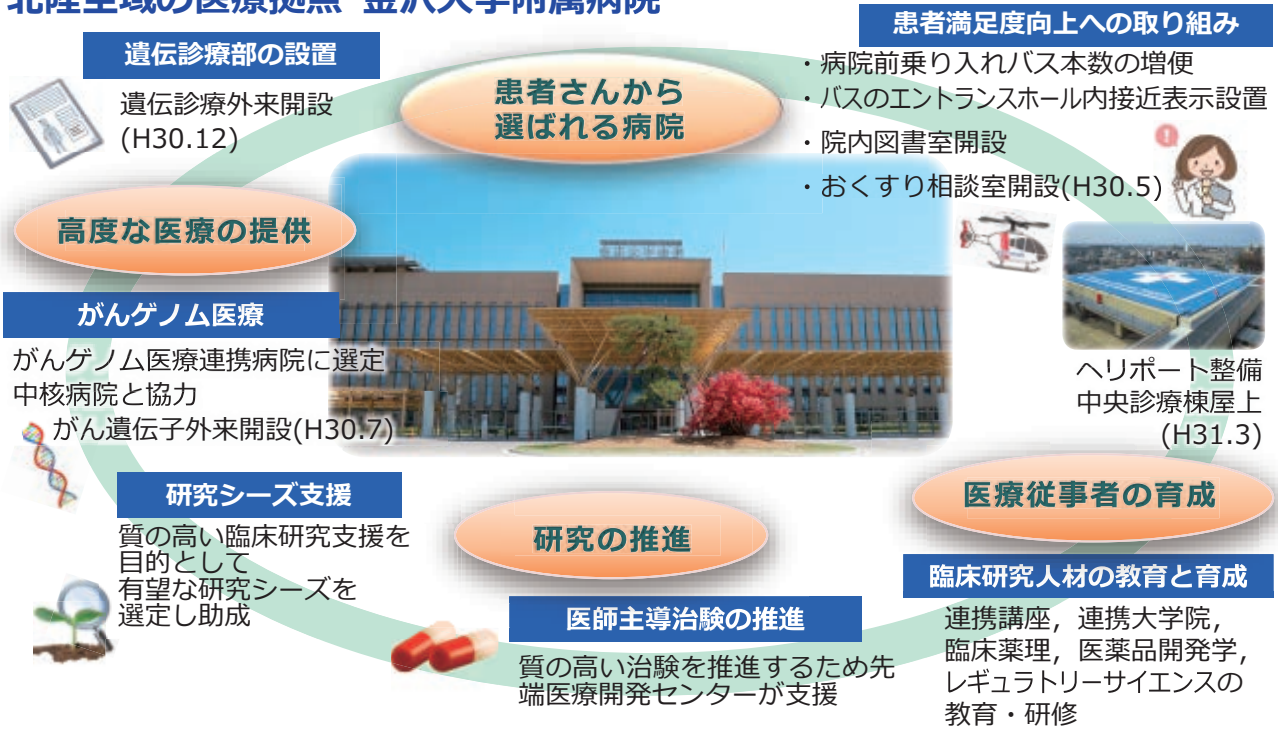 北陸全域の医療拠点 金沢大学附属病院
遺伝診療部の設置
遺伝診療外来開設
(H30.12)
患者さんから
選ばれる病院
患者満足度向上への取り組み
・病院前乗り入れバス本数の増便
・バスのエントランスホール内接近表示設置
・院内図書室開設
・おくすり相談室開設(H30.5)
高度な医療の提供
がんゲノム医療
がんゲノム医療連携病院に選定
中核病院と協力
がん遺伝子外来開設(H30.7)
ヘリポート整備
中央診療棟屋上
(H31.3)
研究シーズ支援
質の高い臨床研究支援を
目的として
有望な研究シーズを
選定し助成
研究の推進
医師主導治験の推進
質の高い治験を推進するため先
端医療開発センターが支援
医療従事者の育成
臨床研究人材の教育と育成
連携講座，連携大学院，
臨床薬理，医薬品開発学，
レギュラトリーサイエンスの
教育・研修